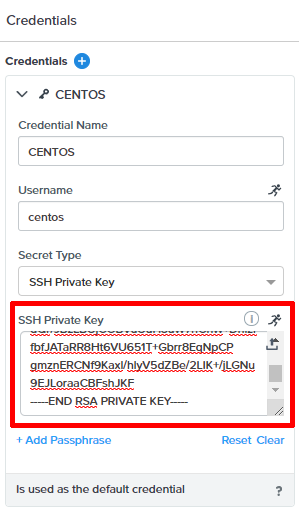 Credentials
Credentials
CENTOS
Credential Name
CENTOS
Username
centos
Secret Type
SSH Private Key
SSH Private Key
fbfJATaRR8Ht6VU651T+Gbrr8EqNpCP
gmznERCNf9KaxI/hlyV5dZBe/2LIK+/jLGNu
9EJLoraaCBFshJKF
-----END RSA PRIVATE KEY-----
+ Add Passphrase
Reset Clear
Is used as the default credential
?